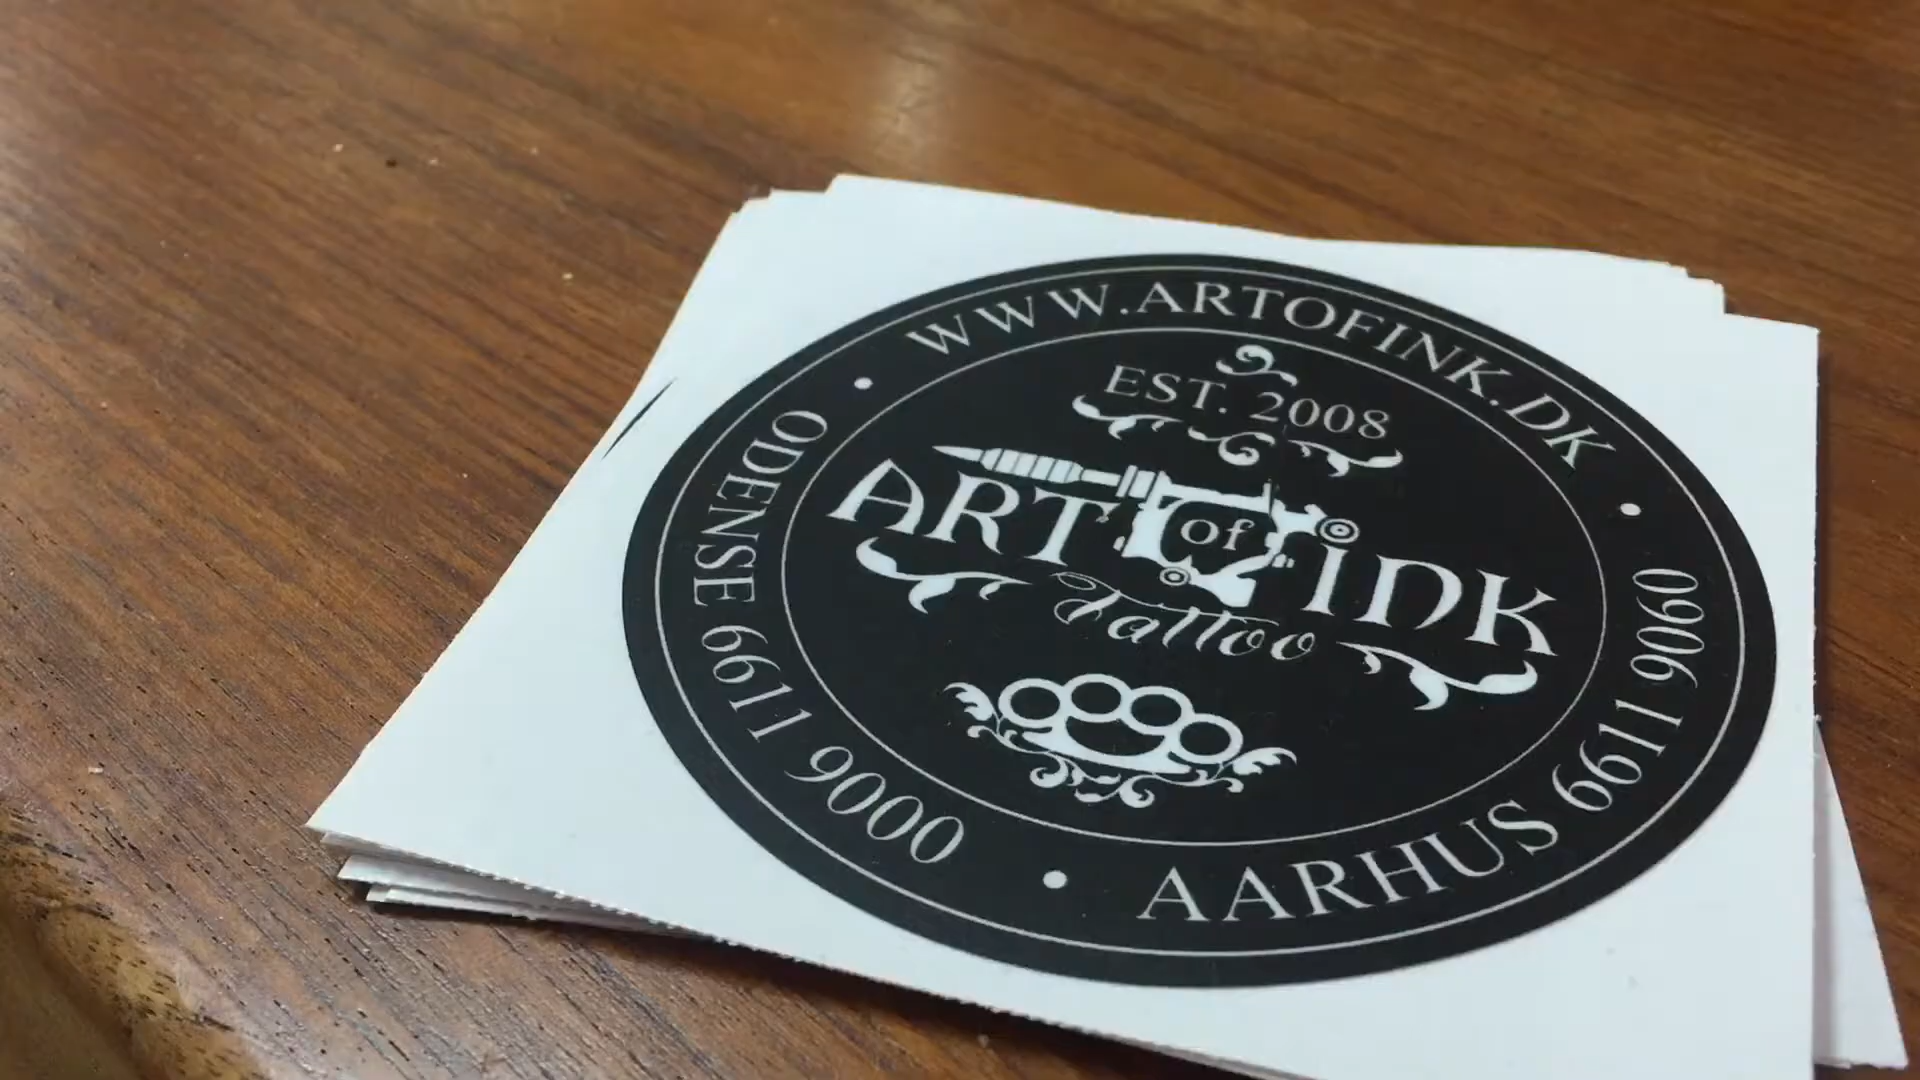 WWW.ARTOFINK.DK
EST. 2008
ART of INK
Tattoo
ODENSE 6611 9000
AARHUS 6611 9060